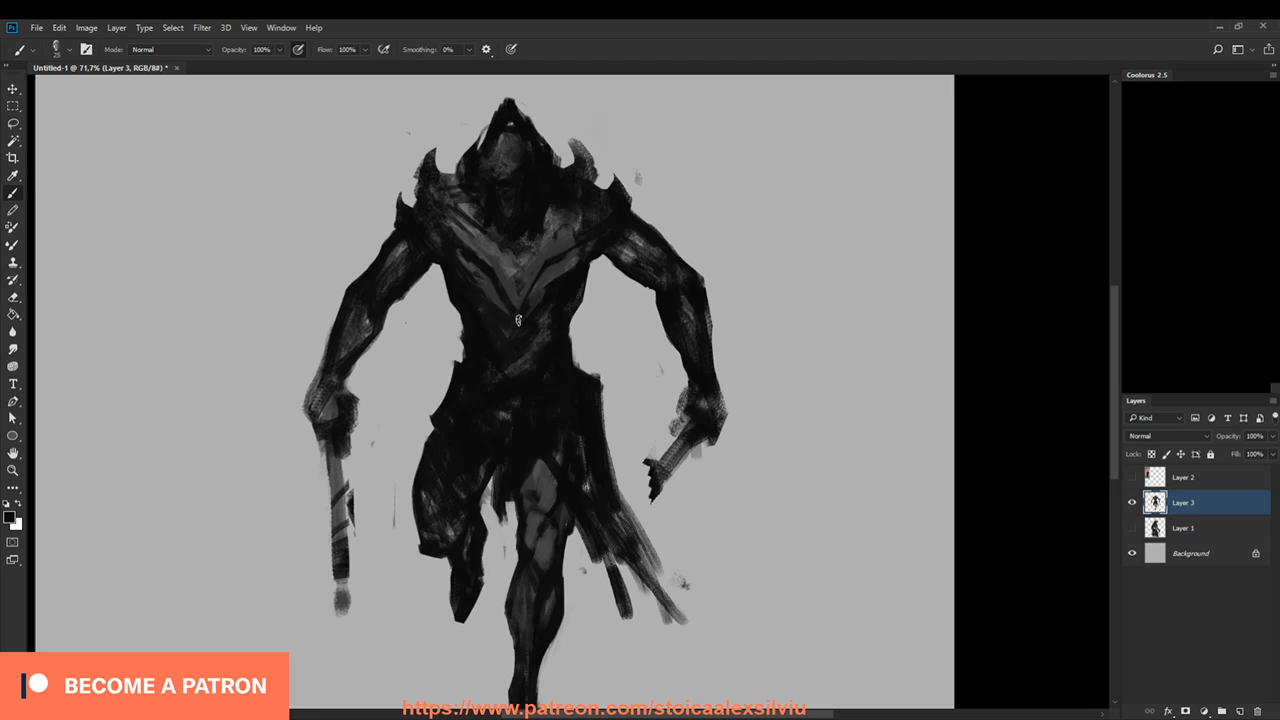 Ps File Edit Image Layer Type Select Filter 3D View Window Help
25 Mode: Normal Opacity: 100% Flow: 100% Smoothing: 0%
Untitled-1 @ 71,7% (Layer 3, RGB/8#) *
Coolorus 2.5
Layers
Kind
Normal Opacity: 100%
Lock: Fill: 100%
Layer 2
Layer 3
Layer 1
Background
BECOME A PATRON
https://www.patreon.com/stoicaalexsilviu